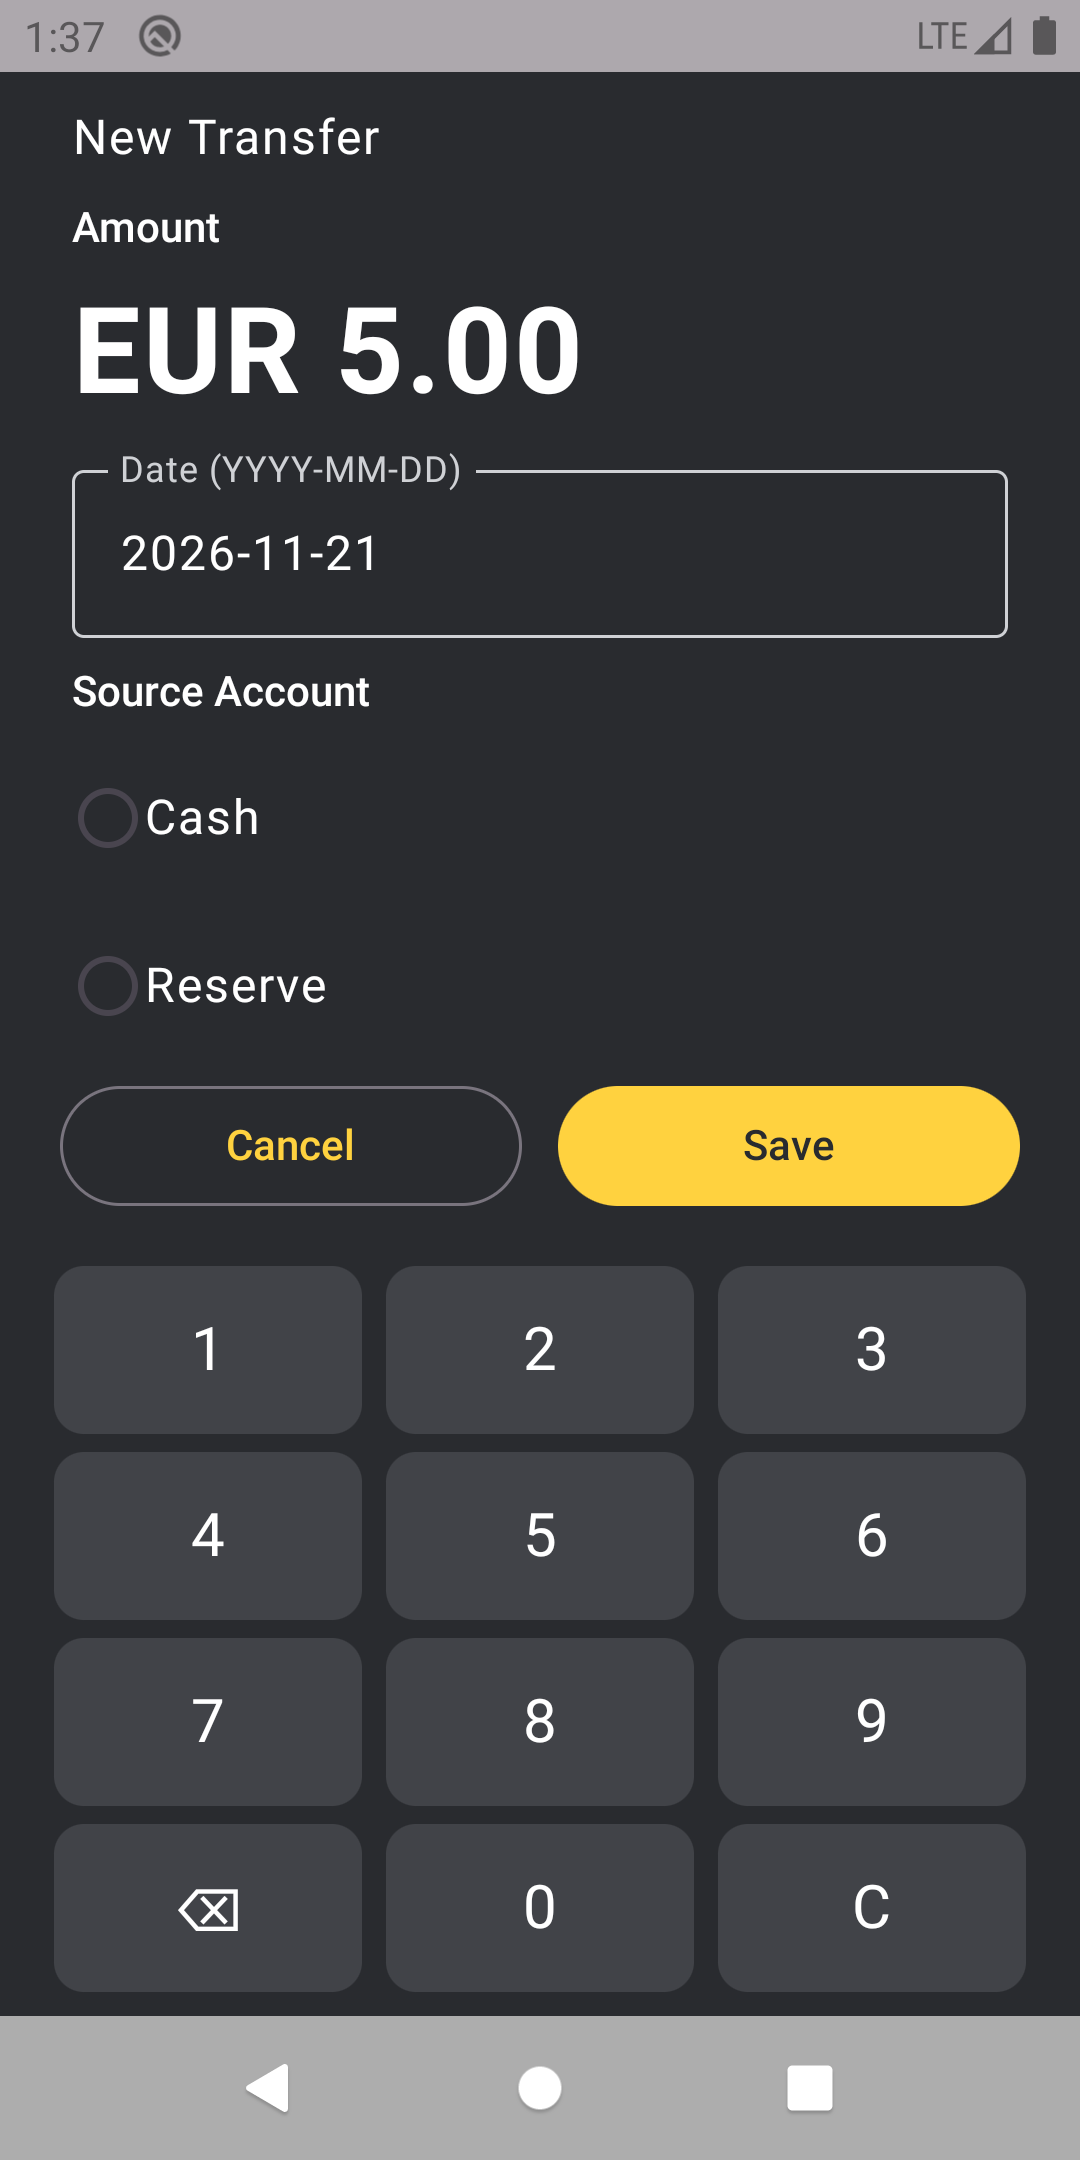 1:37
LTE
New Transfer
Amount
EUR 5.00
Date (YYYY-MM-DD)
2026-11-21
Source Account
Cash
Reserve
Cancel
Save
1
2
3
4
5
6
7
8
9
0
C